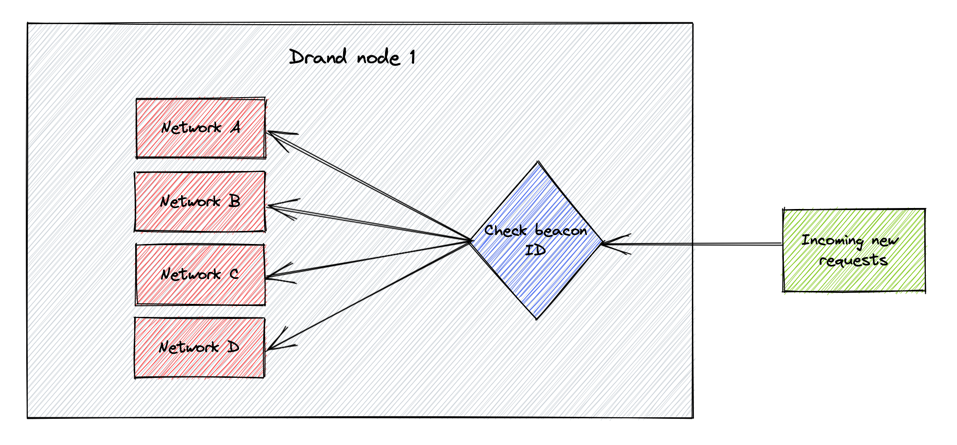 Drand node 1
Network A
Network B
Network C
Network D
Check beacon
ID
Incoming new
requests